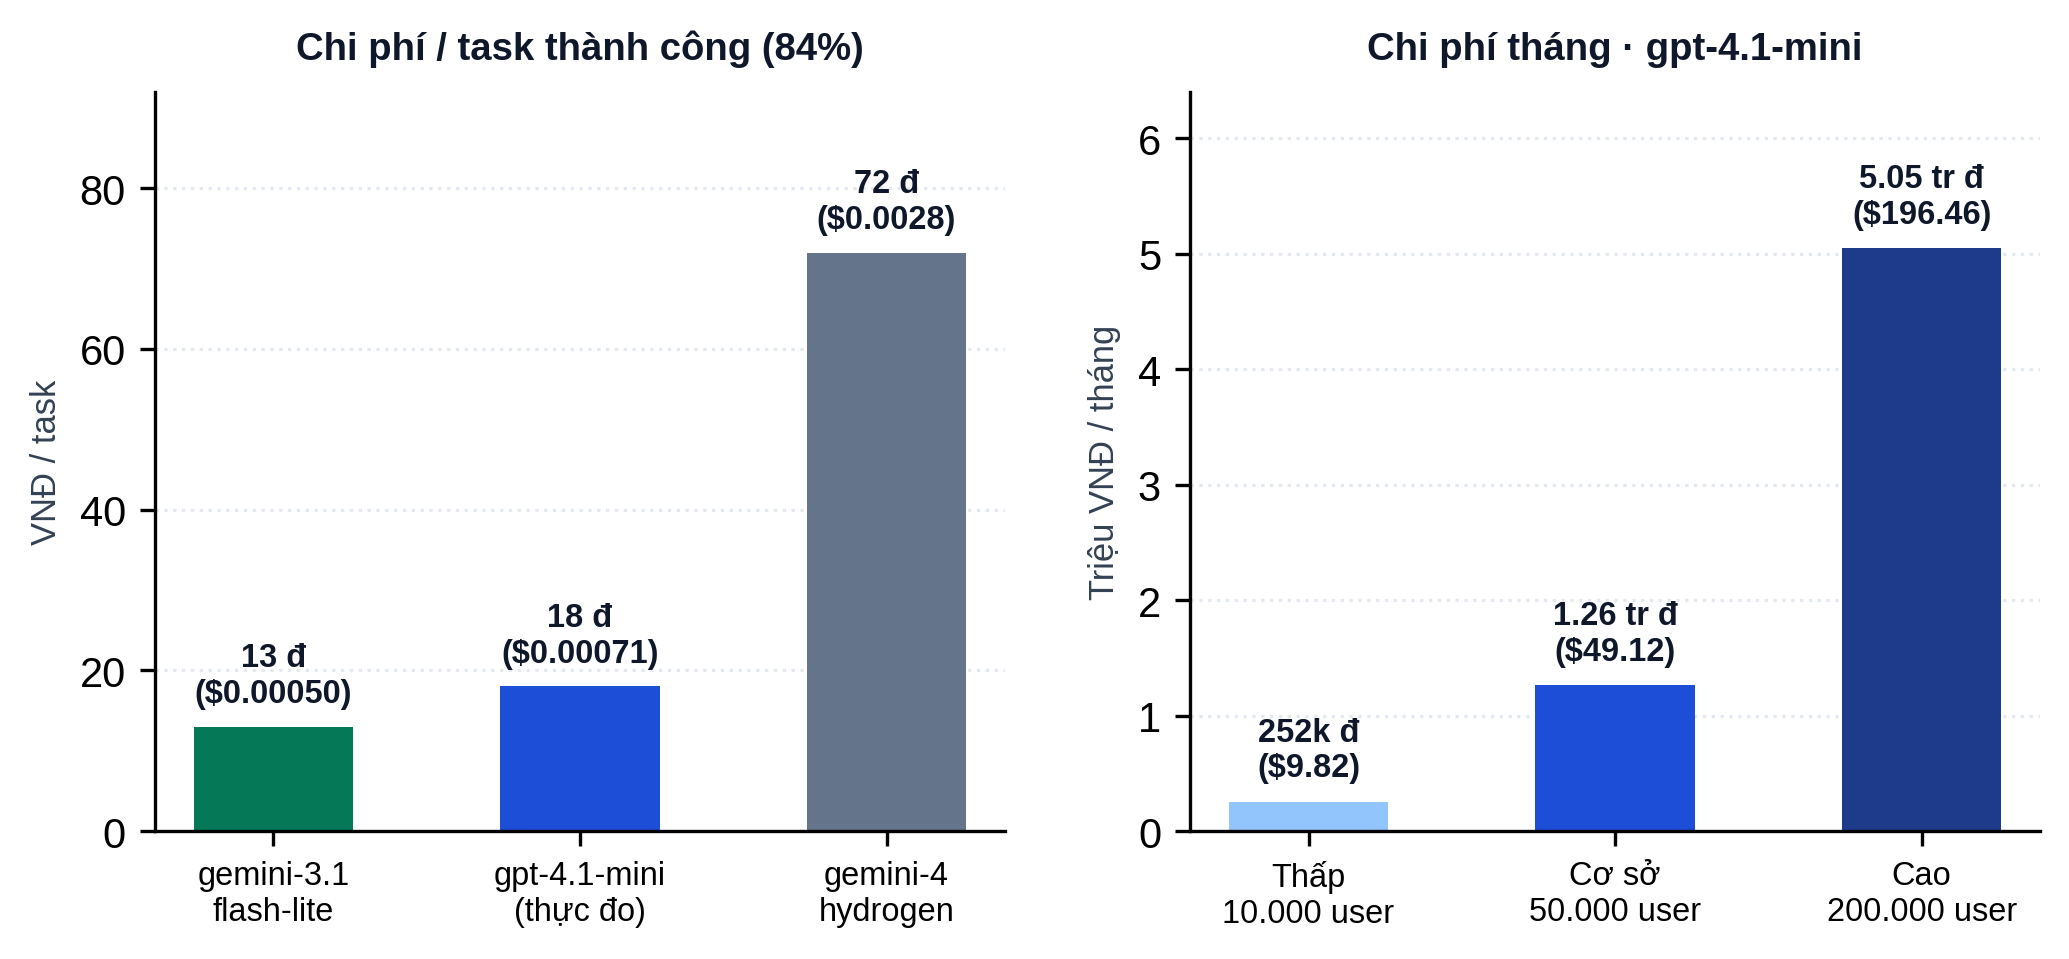 Chi phí / task thành công (84%)
VNĐ / task
80
60
40
20
0
13 đ
($0.00050)
18 đ
($0.00071)
72 đ
($0.0028)
gemini-3.1
flash-lite
gpt-4.1-mini
(thực đo)
gemini-4
hydrogen
Chi phí tháng · gpt-4.1-mini
Triệu VNĐ / tháng
6
5
4
3
2
1
0
252k đ
($9.82)
1.26 tr đ
($49.12)
5.05 tr đ
($196.46)
Thấp
10.000 user
Cơ sở
50.000 user
Cao
200.000 user